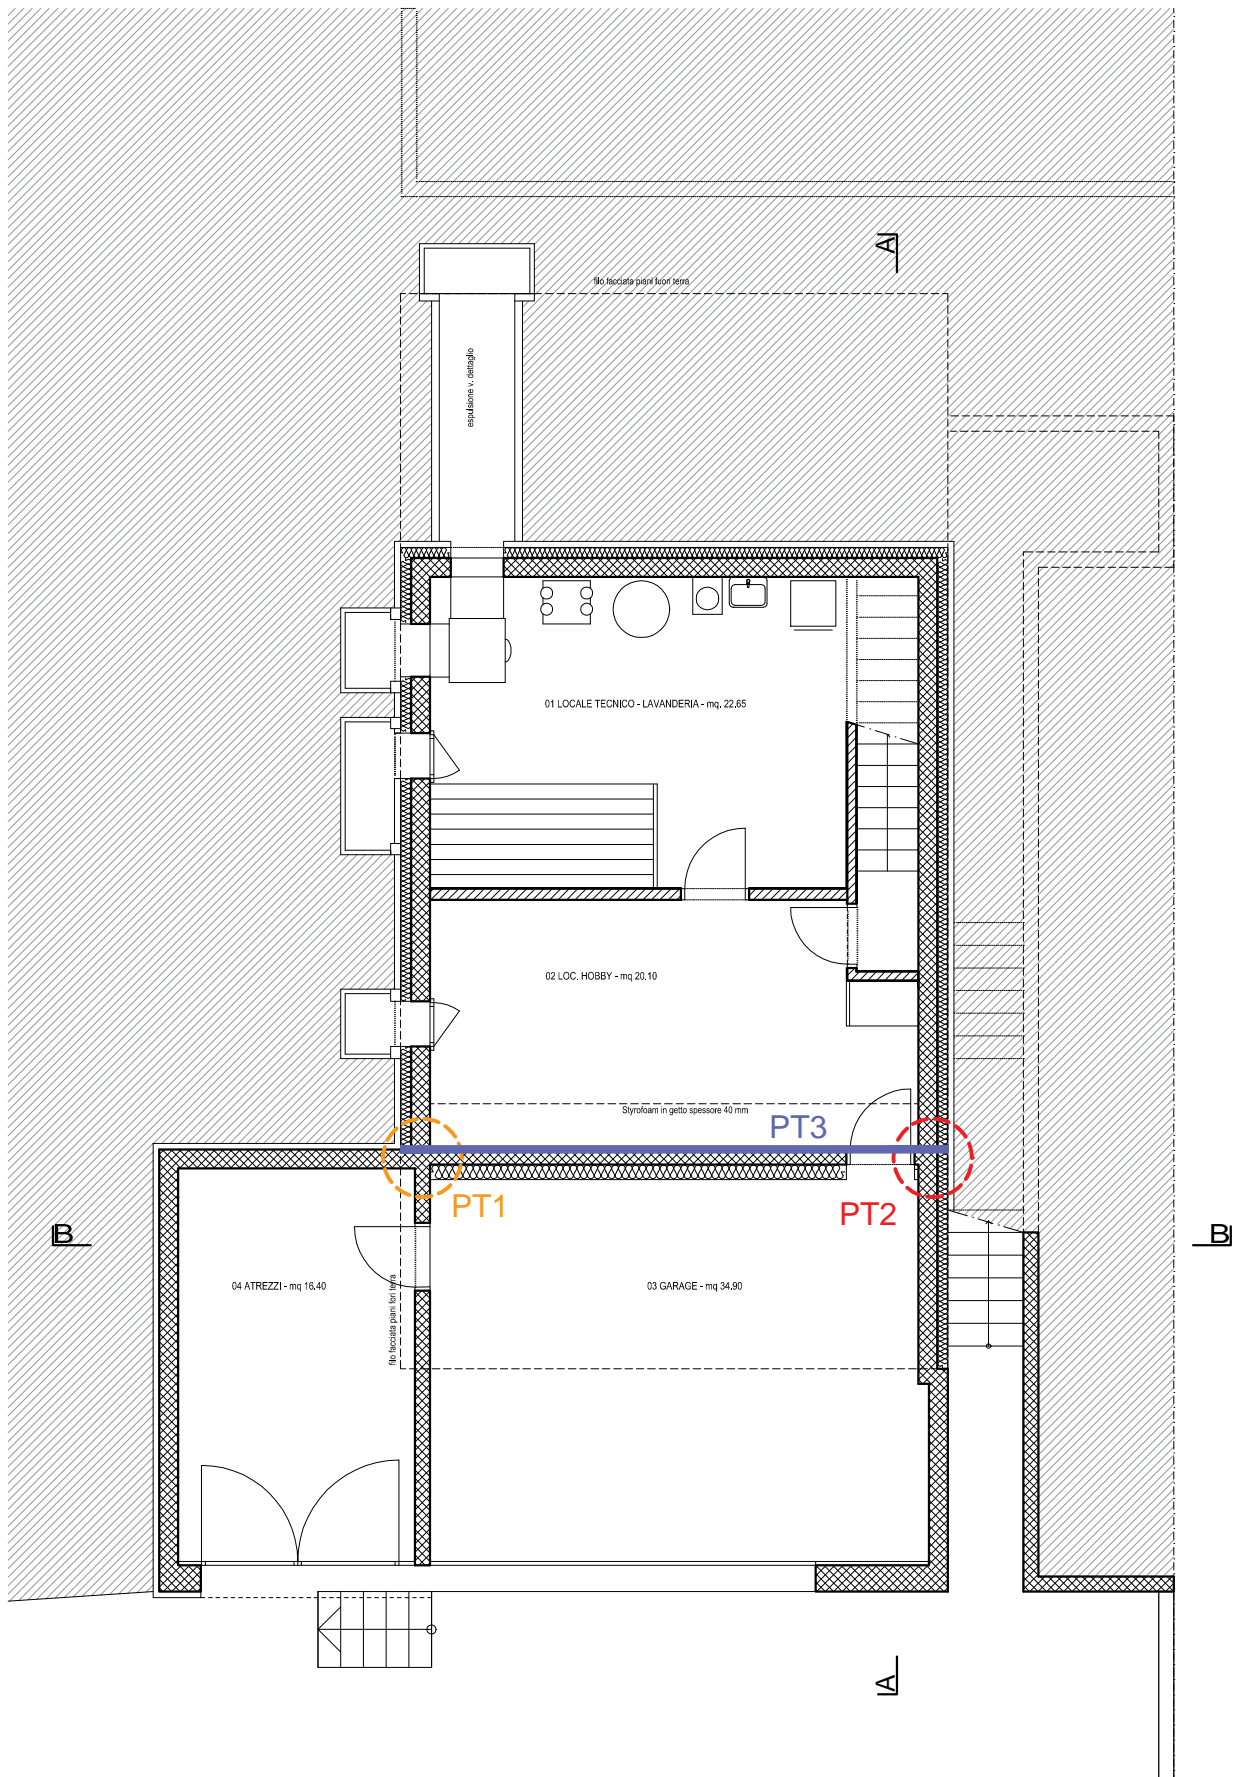 A
filo facciata piani fuori terra
espulsione v. dettaglio
01 LOCALE TECNICO - LAVANDERIA - mq. 22.65
02 LOC. HOBBY - mq 20.10
Styrofoam in getto spessore 40 mm
PT3
PT1
PT2
B
B
04 ATREZZI - mq 16.40
03 GARAGE - mq 34.90
filo facciata piani fori terra
A